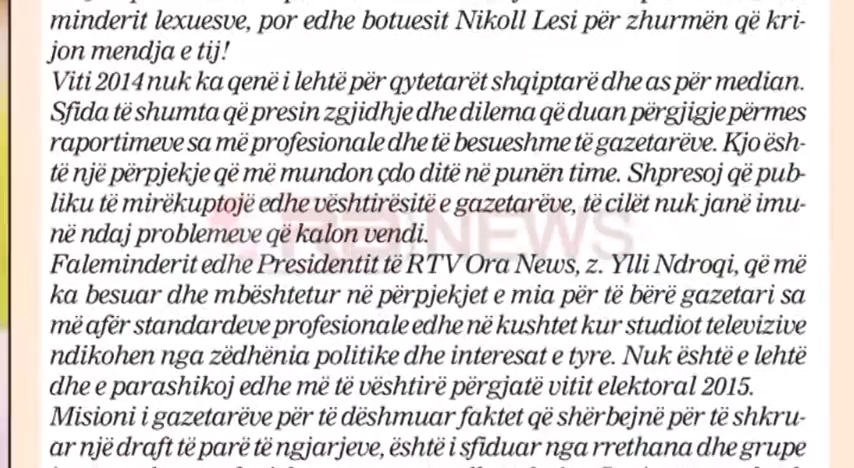 minderit lexuesve, por edhe botuesit Nikoll Lesi për zhurmën që kri-
jon mendja e tij!
Viti 2014 nuk ka qenë i lehtë për qytetarët shqiptarë dhe as për median.
Sfida të shumta që presin zgjidhje dhe dilema që duan përgjigje përmes
raportimeve sa më profesionale dhe të besueshme të gazetarëve. Kjo ësh-
të një përpjekje që më mundon çdo ditë në punën time. Shpresoj që pub-
liku të mirëkuptojë edhe vështirësitë e gazetarëve, të cilët nuk janë imu-
në ndaj problemeve që kalon vendi.
NEWS
Faleminderit edhe Presidentit të RTV Ora News, z. Ylli Ndroqi, që më
ka besuar dhe mbështetur në përpjekjet e mia për të bërë gazetari sa
më afër standardeve profesionale edhe në kushtet kur studiot televizive
ndikohen nga zëdhënia politike dhe interesat e tyre. Nuk është e lehtë
dhe e parashikoj edhe më të vështirë përgjatë vitit elektoral 2015.
Misioni i gazetarëve për të dëshmuar faktet që shërbejnë për të shkru-
ar një draft të parë të ngjarjeve, është i sfiduar nga rrethana dhe grupe